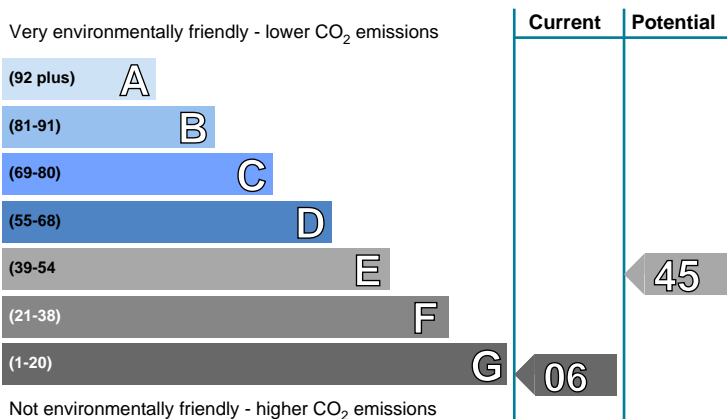 Current Potential
Very environmentally friendly - lower CO2 emissions
(92 plus) A
(81-91) B
(69-80) C
(55-68) D
(39-54 E
45
(21-38) F
(1-20) G
06
Not environmentally friendly - higher CO2 emissions